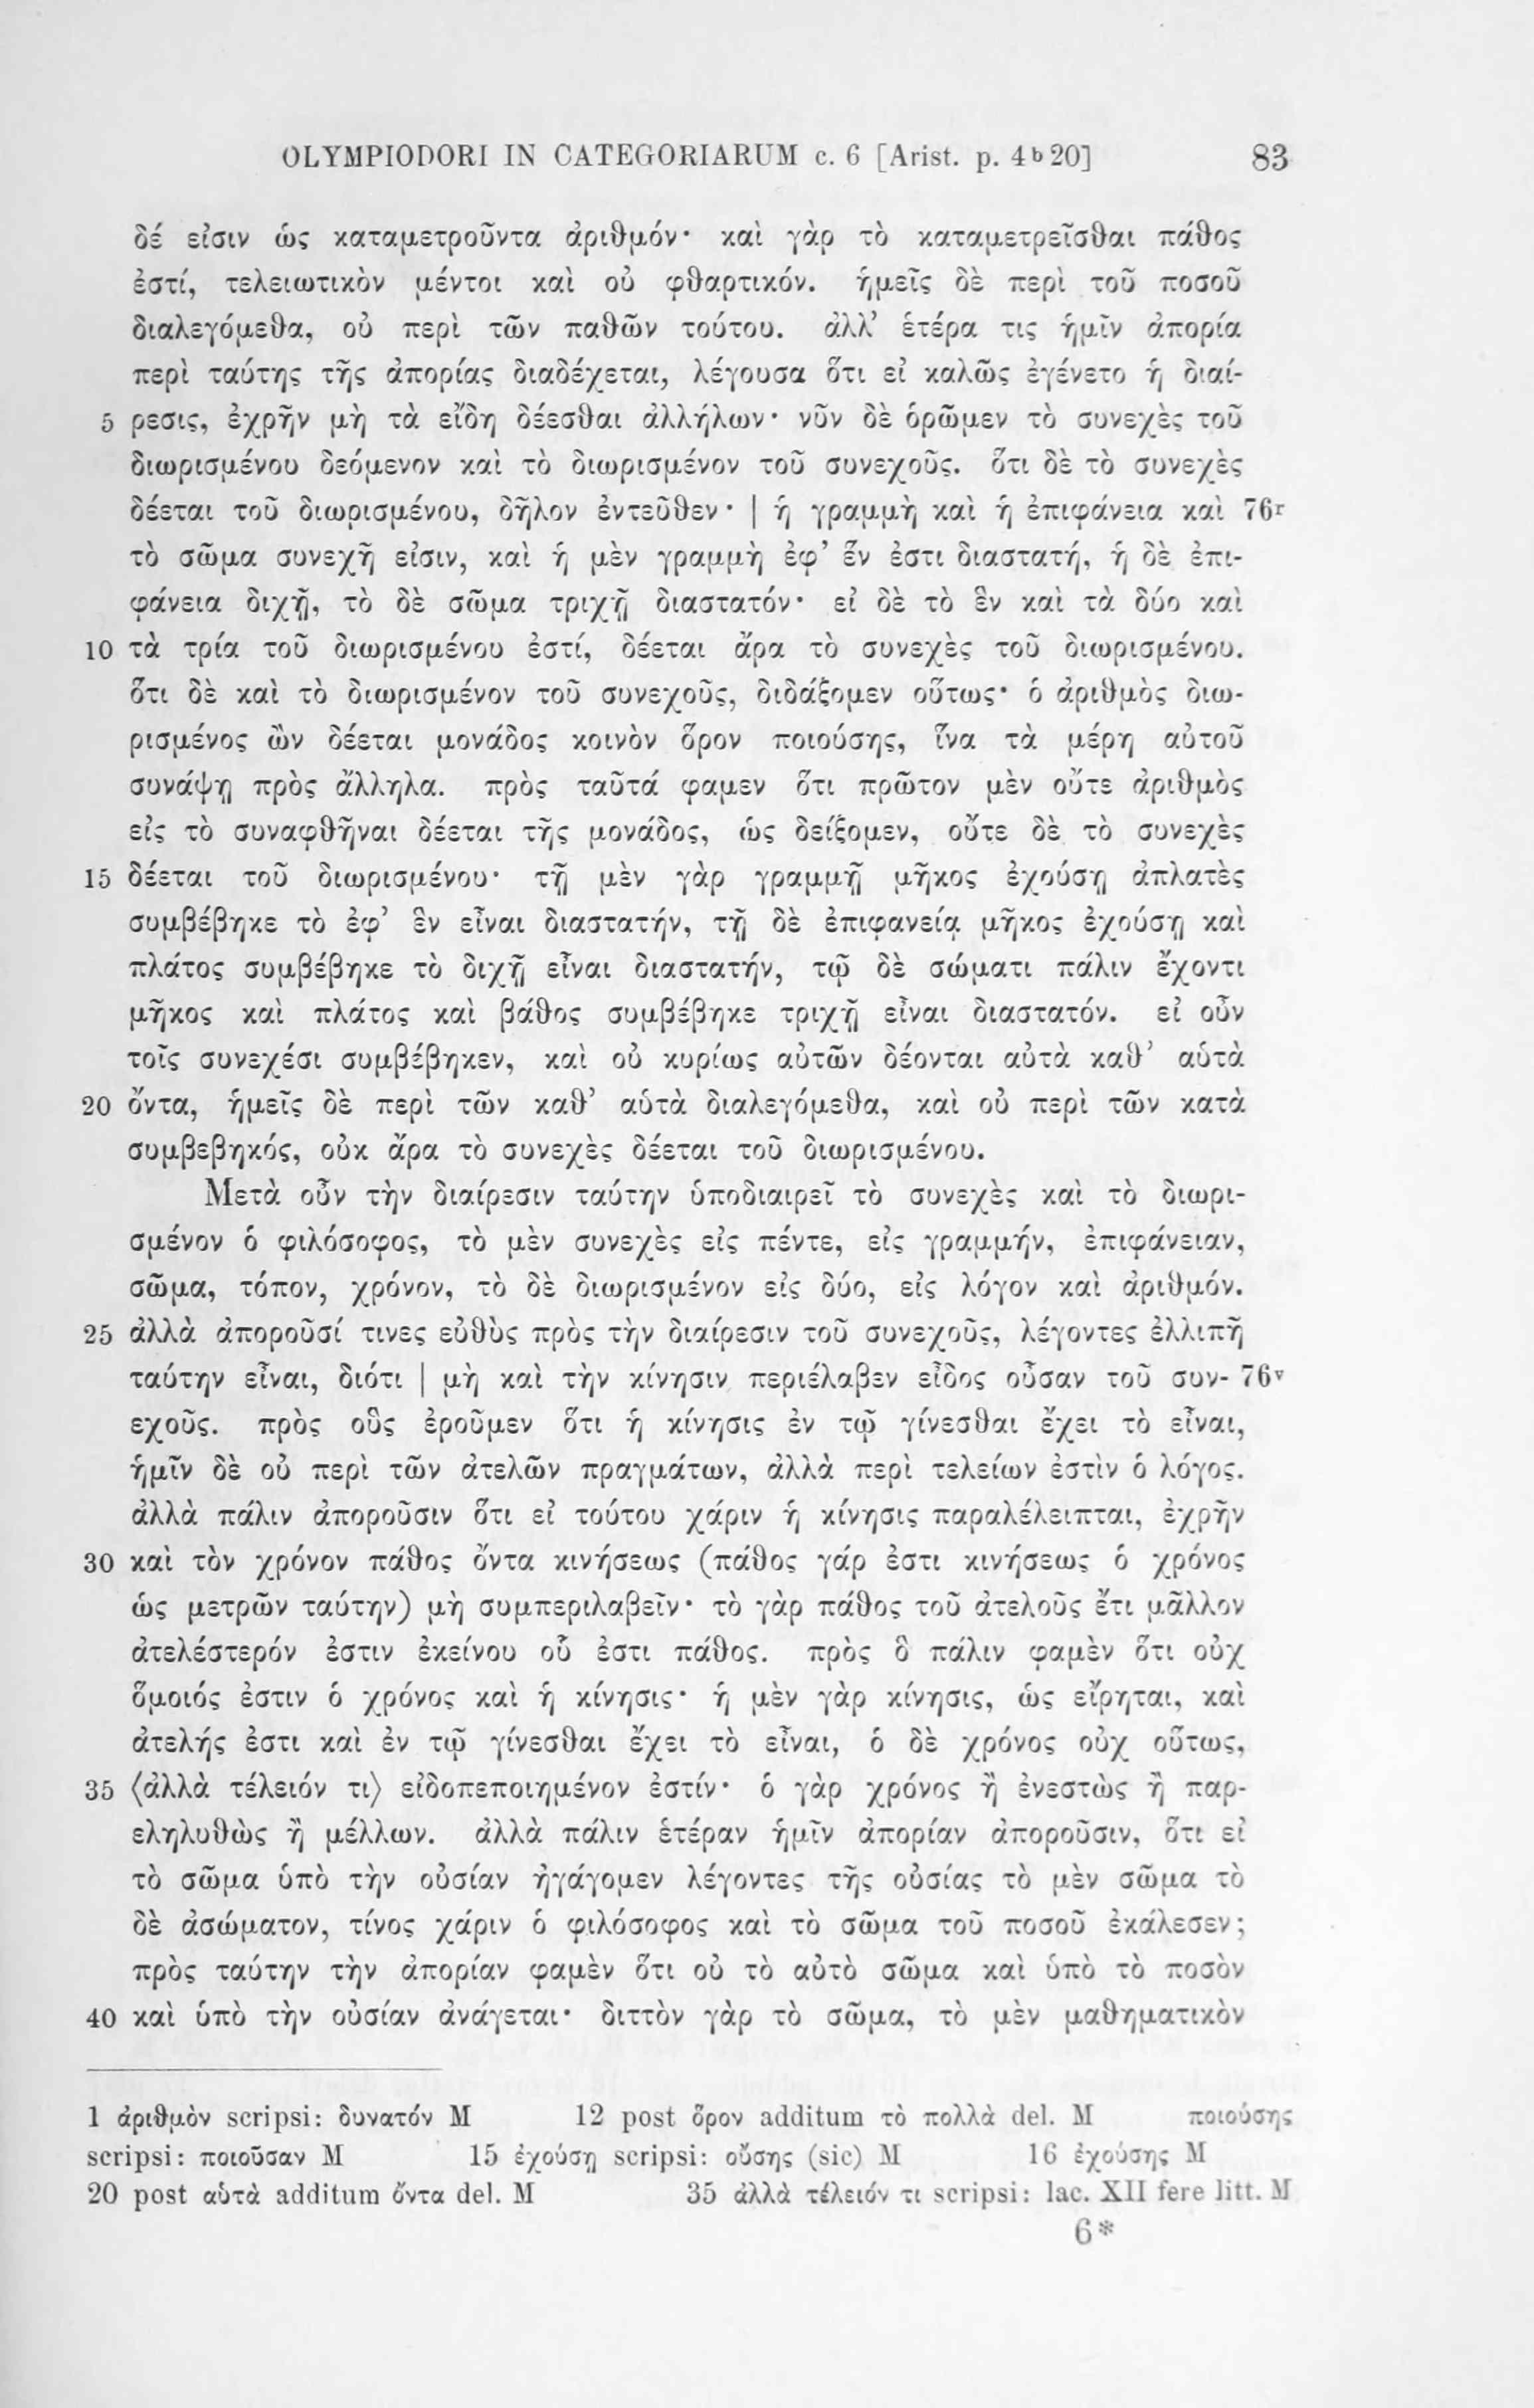 OLYMPIODORI IN CATEGORIARUM c. 6 [Arist. p. 4ᵇ20] 83
δέ εἰσιν ὡς καταμετροῦντα ἀριθμόν· καὶ γὰρ τὸ καταμετρεῖσθαι πάθος
ἐστί, τελειωτικὸν μέντοι καὶ οὐ φθαρτικόν. ἡμεῖς δὲ περὶ τοῦ ποσοῦ
διαλεγόμεθα, οὐ περὶ τῶν παθῶν τούτου. ἀλλ’ ἑτέρα τις ἡμῖν ἀπορία
περὶ ταύτης τῆς ἀπορίας διαδέχεται, λέγουσα ὅτι εἰ καλῶς ἐγένετο ἡ διαί-
5 ρεσις, ἐχρῆν μὴ τὰ εἴδη δέεσθαι ἀλλήλων· νῦν δὲ ὁρῶμεν τὸ συνεχὲς τοῦ
διωρισμένου δεόμενον καὶ τὸ διωρισμένον τοῦ συνεχοῦς. ὅτι δὲ τὸ συνεχὲς
δέεται τοῦ διωρισμένου, δῆλον ἐντεῦθεν· | ἡ γραμμὴ καὶ ἡ ἐπιφάνεια καὶ 76ʳ
τὸ σῶμα συνεχῆ εἰσιν, καὶ ἡ μὲν γραμμὴ ἐφ’ ἕν ἐστι διαστατή, ἡ δὲ ἐπι-
φάνεια διχῇ, τὸ δὲ σῶμα τριχῇ διαστατόν· εἰ δὲ τὸ ἓν καὶ τὰ δύο καὶ
10 τὰ τρία τοῦ διωρισμένου ἐστί, δέεται ἄρα τὸ συνεχὲς τοῦ διωρισμένου.
ὅτι δὲ καὶ τὸ διωρισμένον τοῦ συνεχοῦς, διδάξομεν οὕτως· ὁ ἀριθμὸς διω-
ρισμένος ὢν δέεται μονάδος κοινὸν ὅρον ποιούσης, ἵνα τὰ μέρη αὐτοῦ
συνάψῃ πρὸς ἄλληλα. πρὸς ταῦτά φαμεν ὅτι πρῶτον μὲν οὔτε ἀριθμὸς
εἰς τὸ συναφθῆναι δέεται τῆς μονάδος, ὡς δείξομεν, οὔτε δὲ τὸ συνεχὲς
15 δέεται τοῦ διωρισμένου· τῇ μὲν γὰρ γραμμῇ μῆκος ἐχούσῃ ἀπλατὲς
συμβέβηκε τὸ ἐφ’ ἓν εἶναι διαστατήν, τῇ δὲ ἐπιφανείᾳ μῆκος ἐχούσῃ καὶ
πλάτος συμβέβηκε τὸ διχῇ εἶναι διαστατήν, τῷ δὲ σώματι πάλιν ἔχοντι
μῆκος καὶ πλάτος καὶ βάθος συμβέβηκε τριχῇ εἶναι διαστατόν. εἰ οὖν
τοῖς συνεχέσι συμβέβηκεν, καὶ οὐ κυρίως αὐτῶν δέονται αὐτὰ καθ’ αὑτὰ
20 ὄντα, ἡμεῖς δὲ περὶ τῶν καθ’ αὑτὰ διαλεγόμεθα, καὶ οὐ περὶ τῶν κατὰ
συμβεβηκός, οὐκ ἄρα τὸ συνεχὲς δέεται τοῦ διωρισμένου.
Μετὰ οὖν τὴν διαίρεσιν ταύτην ὑποδιαιρεῖ τὸ συνεχὲς καὶ τὸ διωρι-
σμένον ὁ φιλόσοφος, τὸ μὲν συνεχὲς εἰς πέντε, εἰς γραμμήν, ἐπιφάνειαν,
σῶμα, τόπον, χρόνον, τὸ δὲ διωρισμένον εἰς δύο, εἰς λόγον καὶ ἀριθμόν.
25 ἀλλὰ ἀποροῦσί τινες εὐθὺς πρὸς τὴν διαίρεσιν τοῦ συνεχοῦς, λέγοντες ἐλλιπῆ
ταύτην εἶναι, διότι | μὴ καὶ τὴν κίνησιν περιέλαβεν εἶδος οὖσαν τοῦ συν- 76ᵛ
εχοῦς. πρὸς οὓς ἐροῦμεν ὅτι ἡ κίνησις ἐν τῷ γίνεσθαι ἔχει τὸ εἶναι,
ἡμῖν δὲ οὐ περὶ τῶν ἀτελῶν πραγμάτων, ἀλλὰ περὶ τελείων ἐστὶν ὁ λόγος.
ἀλλὰ πάλιν ἀποροῦσιν ὅτι εἰ τούτου χάριν ἡ κίνησις παραλέλειπται, ἐχρῆν
30 καὶ τὸν χρόνον πάθος ὄντα κινήσεως (πάθος γάρ ἐστι κινήσεως ὁ χρόνος
ὡς μετρῶν ταύτην) μὴ συμπεριλαβεῖν· τὸ γὰρ πάθος τοῦ ἀτελοῦς ἔτι μᾶλλον
ἀτελέστερόν ἐστιν ἐκείνου οὗ ἐστι πάθος. πρὸς ὃ πάλιν φαμὲν ὅτι οὐχ
ὅμοιός ἐστιν ὁ χρόνος καὶ ἡ κίνησις· ἡ μὲν γὰρ κίνησις, ὡς εἴρηται, καὶ
ἀτελής ἐστι καὶ ἐν τῷ γίνεσθαι ἔχει τὸ εἶναι, ὁ δὲ χρόνος οὐχ οὕτως,
35 ⟨ἀλλὰ τέλειόν τι⟩ εἰδοπεποιημένον ἐστίν· ὁ γὰρ χρόνος ἢ ἐνεστὼς ἢ παρ-
εληλυθὼς ἢ μέλλων. ἀλλὰ πάλιν ἑτέραν ἡμῖν ἀπορίαν ἀποροῦσιν, ὅτι εἰ
τὸ σῶμα ὑπὸ τὴν οὐσίαν ἠγάγομεν λέγοντες τῆς οὐσίας τὸ μὲν σῶμα τὸ
δὲ ἀσώματον, τίνος χάριν ὁ φιλόσοφος καὶ τὸ σῶμα τοῦ ποσοῦ ἐκάλεσεν;
πρὸς ταύτην τὴν ἀπορίαν φαμὲν ὅτι οὐ τὸ αὐτὸ σῶμα καὶ ὑπὸ τὸ ποσὸν
40 καὶ ὑπὸ τὴν οὐσίαν ἀνάγεται· διττὸν γὰρ τὸ σῶμα, τὸ μὲν μαθηματικὸν
1 ἀριθμὸν scripsi: δυνατόν M 12 post ὅρον additum τὸ πολλὰ del. M ποιούσης
scripsi: ποιοῦσαν M 15 ἐχούσῃ scripsi: οὔσης (sic) M 16 ἐχούσης M
20 post αὑτὰ additum ὄντα del. M 35 ἀλλὰ τέλειόν τι scripsi: lac. XII fere litt. M
6*